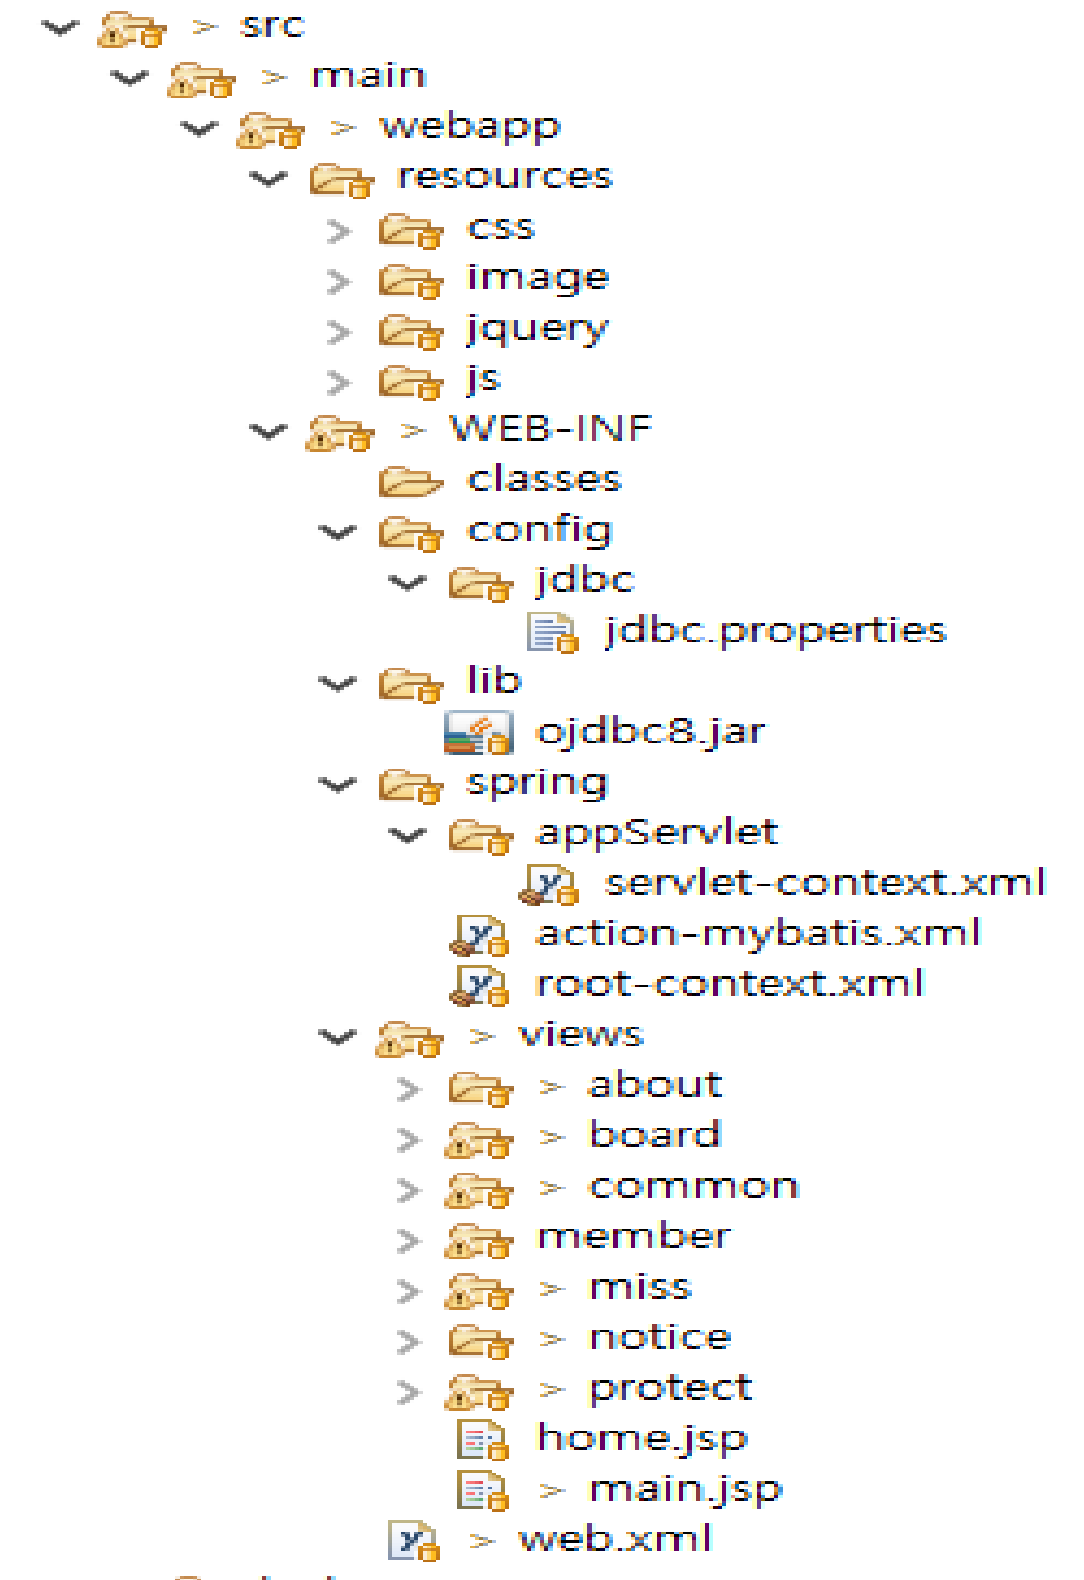 > src
> main
> webapp
resources
css
image
jquery
js
> WEB-INF
classes
config
jdbc
jdbc.properties
lib
ojdbc8.jar
spring
appServlet
servlet-context.xml
action-mybatis.xml
root-context.xml
> views
> about
> board
> common
member
> miss
> notice
> protect
home.jsp
> main.jsp
> web.xml